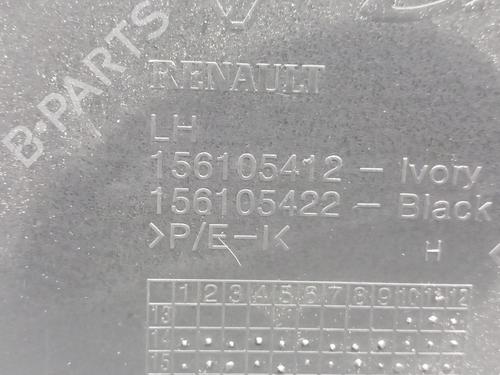 B-PARTS
RENAULT
LH
156105412 - Ivory
156105422 - Black
>P/E-I<
H
1 2 3 4 5 6 7 8 9 10 11 12
13
14
15